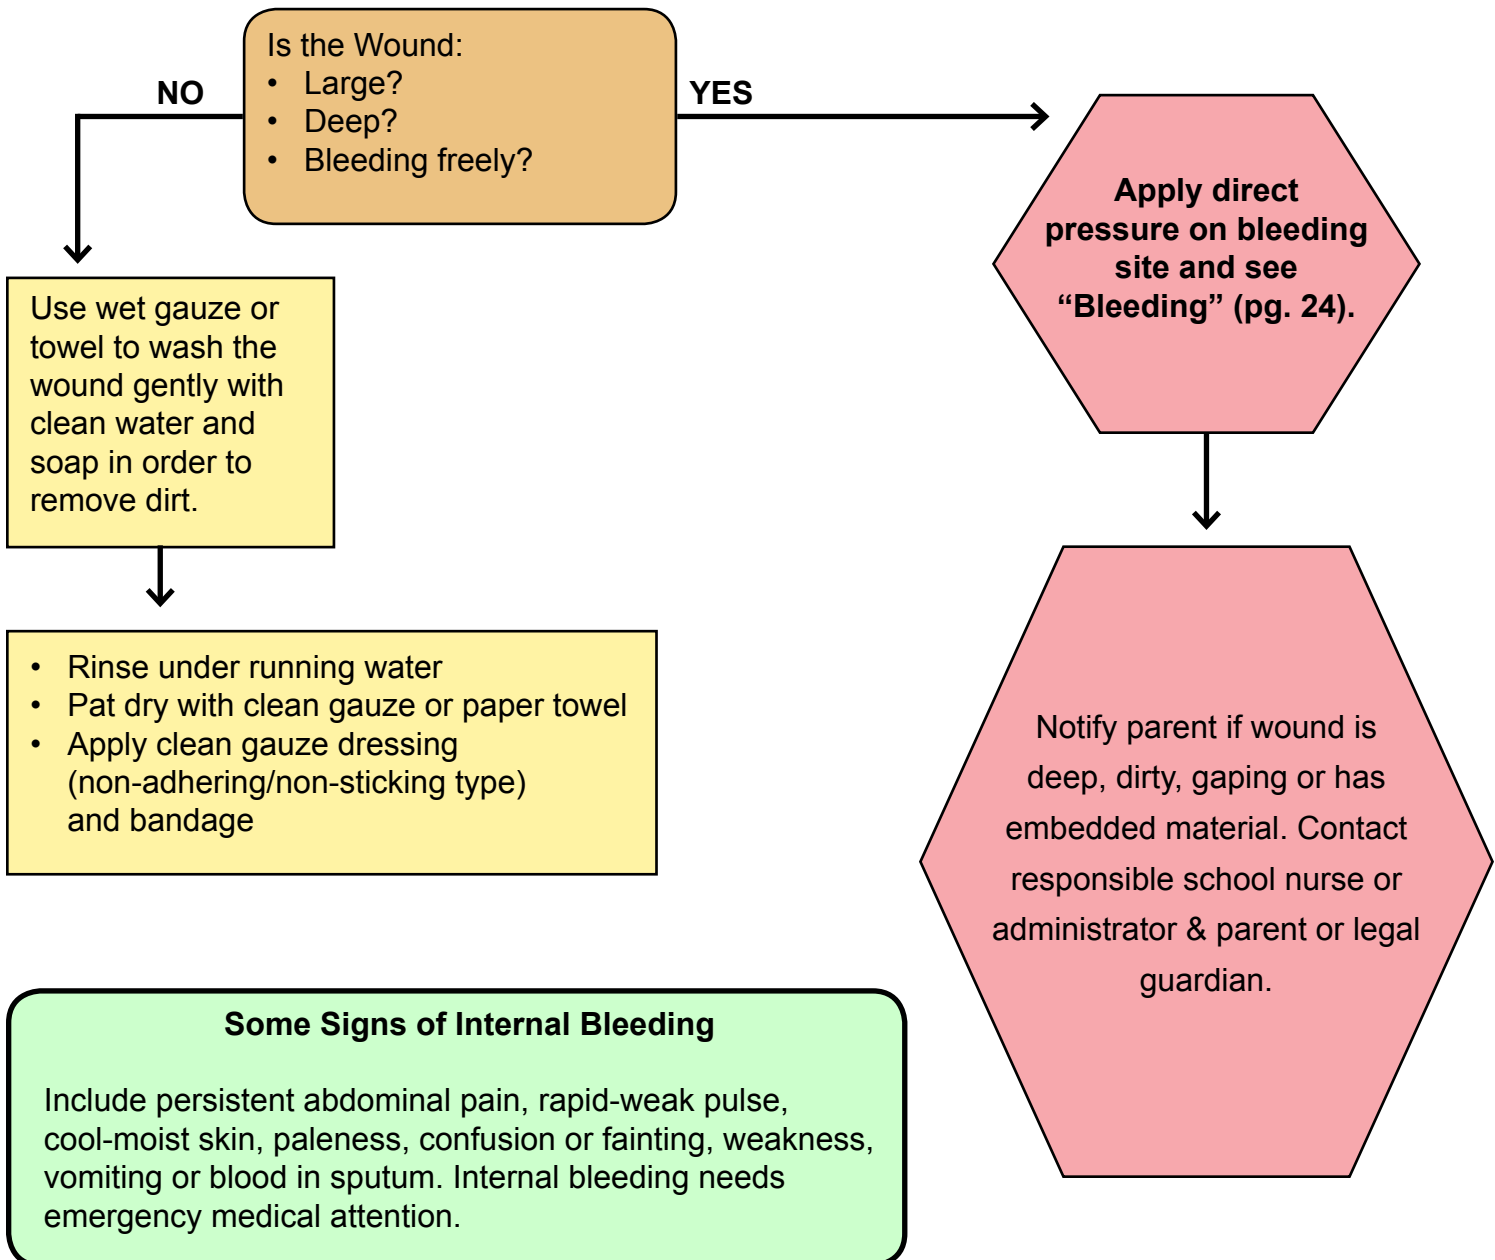 Is the Wound:
• Large?
• Deep?
• Bleeding freely?
NO
YES
Use wet gauze or
towel to wash the
wound gently with
clean water and
soap in order to
remove dirt.
• Rinse under running water
• Pat dry with clean gauze or paper towel
• Apply clean gauze dressing
(non-adhering/non-sticking type)
and bandage
Apply direct
pressure on bleeding
site and see
“Bleeding” (pg. 24).
Notify parent if wound is
deep, dirty, gaping or has
embedded material. Contact
responsible school nurse or
administrator & parent or legal
guardian.
Some Signs of Internal Bleeding
Include persistent abdominal pain, rapid-weak pulse,
cool-moist skin, paleness, confusion or fainting, weakness,
vomiting or blood in sputum. Internal bleeding needs
emergency medical attention.